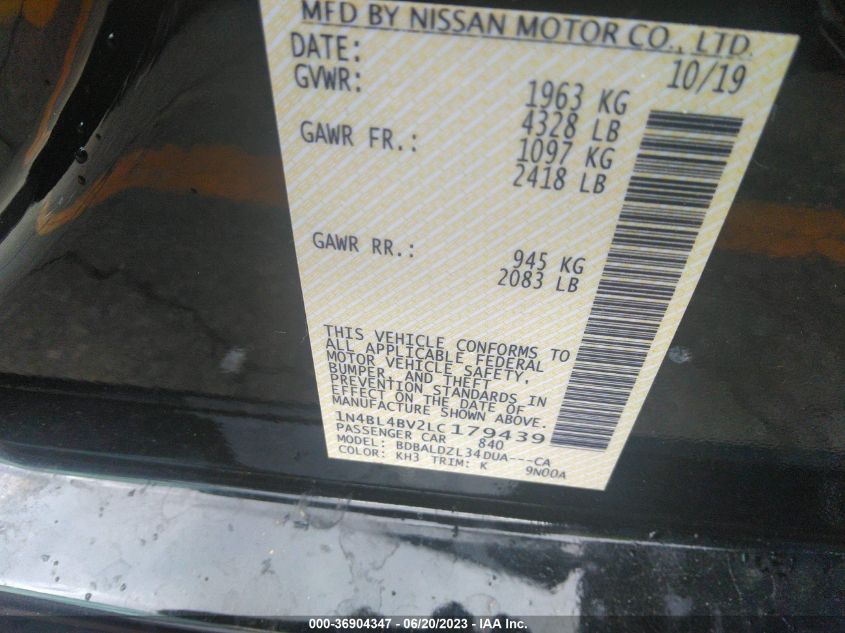 MFD BY NISSAN MOTOR CO., LTD.
DATE: 10/19
GVWR: 1963 KG
4328 LB
GAWR FR.: 1097 KG
2418 LB
GAWR RR.: 945 KG
2083 LB
THIS VEHICLE CONFORMS TO
ALL APPLICABLE FEDERAL
MOTOR VEHICLE SAFETY,
BUMPER, AND THEFT
PREVENTION STANDARDS IN
EFFECT ON THE DATE OF
MANUFACTURE SHOWN ABOVE.
1N4BL4BV2LC179439
PASSENGER CAR 840
MODEL: BDBALDZL34DUA---CA
COLOR: KH3 TRIM: K 9N00A
000-36904347 - 06/20/2023 - IAA Inc.